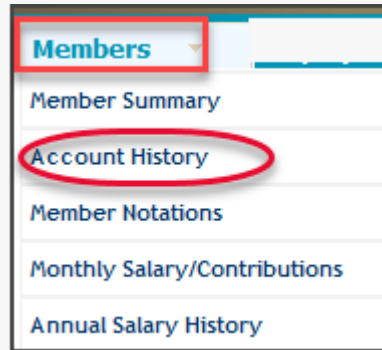 Members
Member Summary
Account History
Member Notations
Monthly Salary/Contributions
Annual Salary History